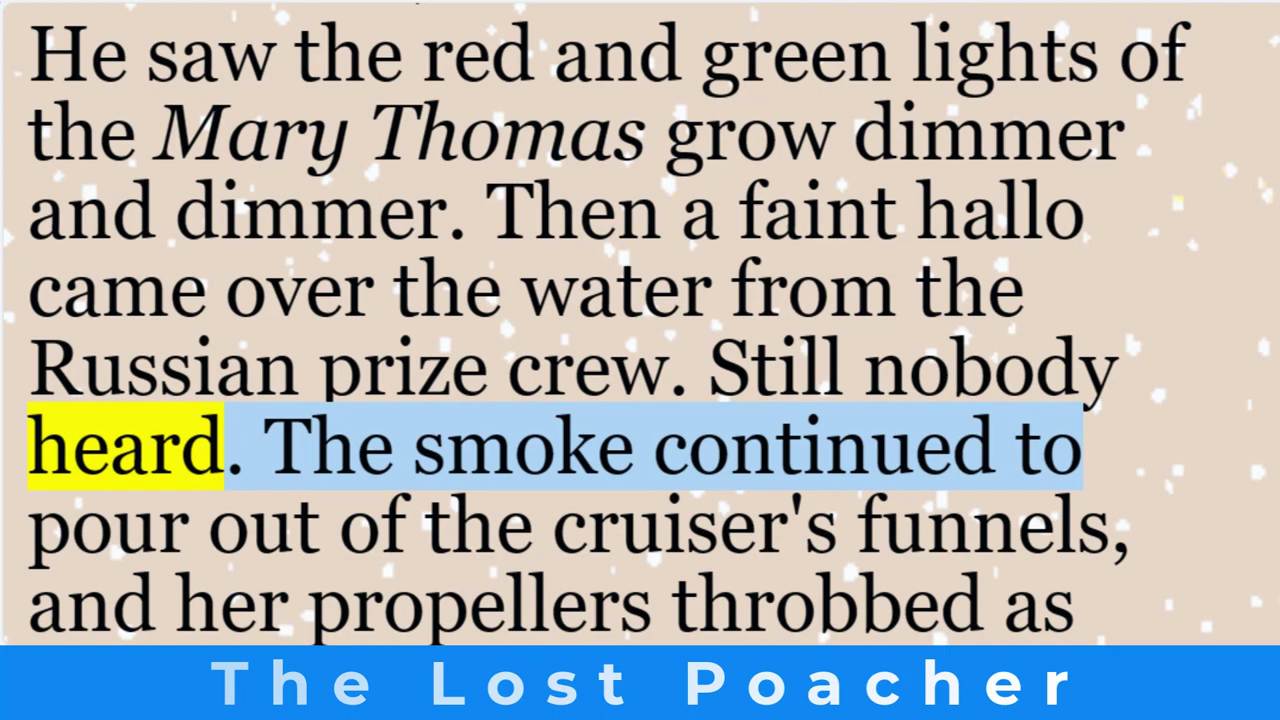 He saw the red and green lights of
the Mary Thomas grow dimmer
and dimmer. Then a faint hallo
came over the water from the
Russian prize crew. Still nobody
heard. The smoke continued to
pour out of the cruiser's funnels,
and her propellers throbbed as
The Lost Poacher